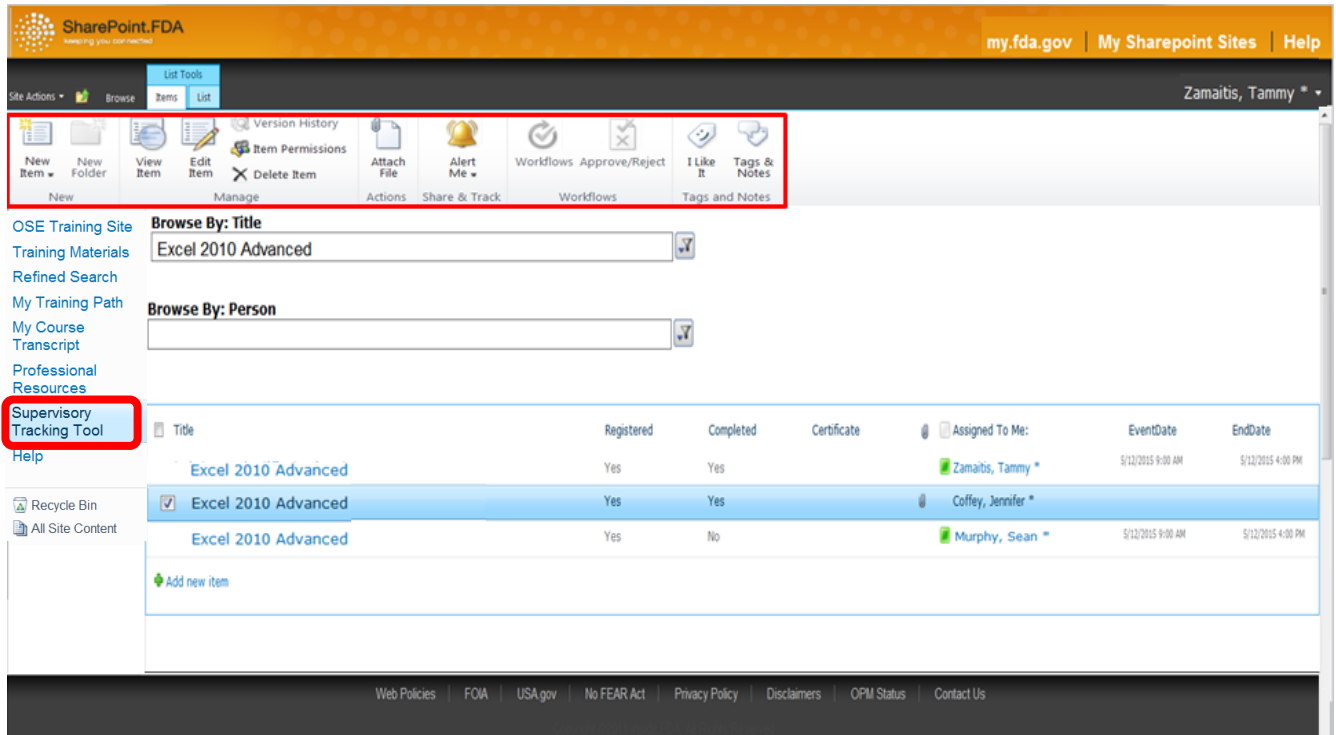 SharePoint.FDA
keeping you connected
my.fda.gov | My Sharepoint Sites | Help
List Tools
Site Actions Browse Items List
Zamaitis, Tammy *
Version History
Item Permissions
Delete Item
New Item New Folder View Item Edit Item Attach File Alert Me Workflows Approve/Reject I Like It Tags & Notes
New Manage Actions Share & Track Workflows Tags and Notes
OSE Training Site
Training Materials
Refined Search
My Training Path
My Course
Transcript
Professional
Resources
Supervisory
Tracking Tool
Help
Recycle Bin
All Site Content
Browse By: Title
Excel 2010 Advanced
Browse By: Person
Title Registered Completed Certificate Assigned To Me: EventDate EndDate
Excel 2010 Advanced Yes Yes Zamaitis, Tammy * 5/12/2015 9:00 AM 5/12/2015 4:00 PM
Excel 2010 Advanced Yes Yes Coffey, Jennifer *
Excel 2010 Advanced Yes No Murphy, Sean * 5/12/2015 9:00 AM 5/12/2015 4:00 PM
Add new item
Web Policies | FOIA | USA.gov | No FEAR Act | Privacy Policy | Disclaimers | OPM Status | Contact Us